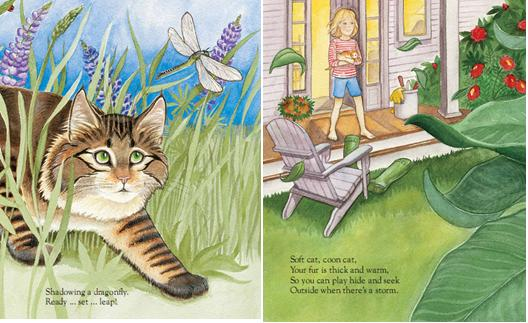 Shadowing a dragonfly.
Ready ... set ... leap!
Soft cat, coon cat,
Your fur is thick and warm,
So you can play hide and seek
Outside when there's a storm.